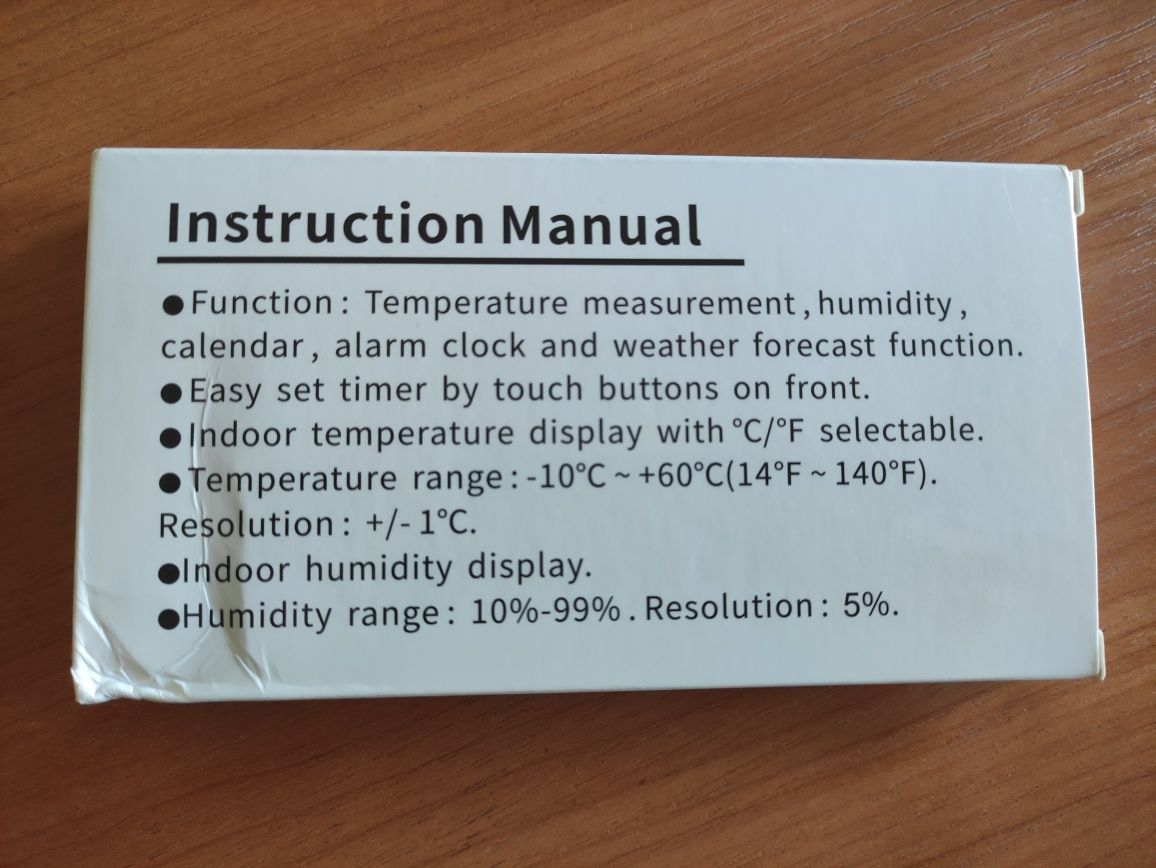 Instruction Manual
●Function: Temperature measurement, humidity,
calendar, alarm clock and weather forecast function.
●Easy set timer by touch buttons on front.
●Indoor temperature display with °C/°F selectable.
●Temperature range: -10°C ~ +60°C(14°F ~ 140°F).
Resolution: +/- 1°C.
●Indoor humidity display.
●Humidity range: 10%-99%. Resolution: 5%.